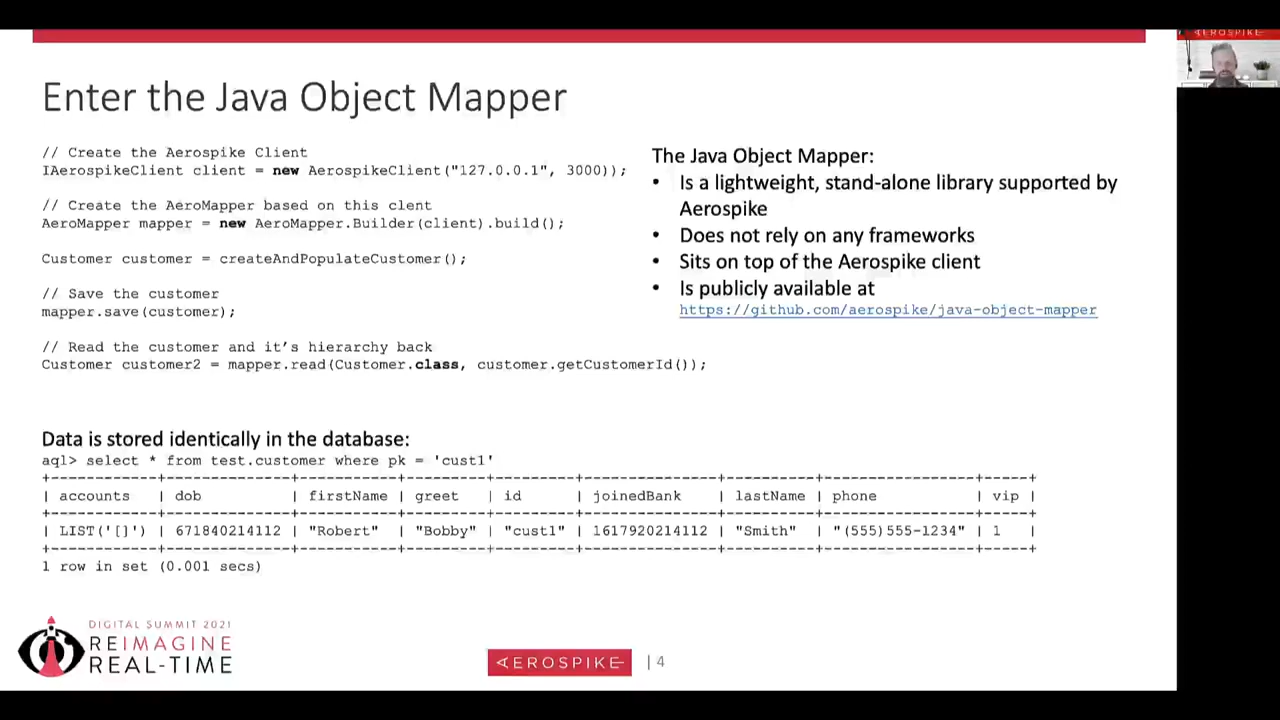 AEROSPIKE
Enter the Java Object Mapper
// Create the Aerospike Client
IAerospikeClient client = new AerospikeClient("127.0.0.1", 3000));
// Create the AeroMapper based on this clent
AeroMapper mapper = new AeroMapper.Builder(client).build();
Customer customer = createAndPopulateCustomer();
// Save the customer
mapper.save(customer);
// Read the customer and it's hierarchy back
Customer customer2 = mapper.read(Customer.class, customer.getCustomerId());
The Java Object Mapper:
• Is a lightweight, stand-alone library supported by
Aerospike
• Does not rely on any frameworks
• Sits on top of the Aerospike client
• Is publicly available at
https://github.com/aerospike/java-object-mapper
Data is stored identically in the database:
aql> select * from test.customer where pk = 'cust1'
+-----------+--------------+------------+---------+---------+---------------+------------+-----------------+-----+
| accounts | dob | firstName | greet | id | joinedBank | lastName | phone | vip |
+-----------+--------------+------------+---------+---------+---------------+------------+-----------------+-----+
| LIST('[]') | 671840214112 | "Robert" | "Bobby" | "cust1" | 1617920214112 | "Smith" | "(555)555-1234" | 1 |
+-----------+--------------+------------+---------+---------+---------------+------------+-----------------+-----+
1 row in set (0.001 secs)
DIGITAL SUMMIT 2021
REIMAGINE
REAL-TIME
AEROSPIKE
| 4